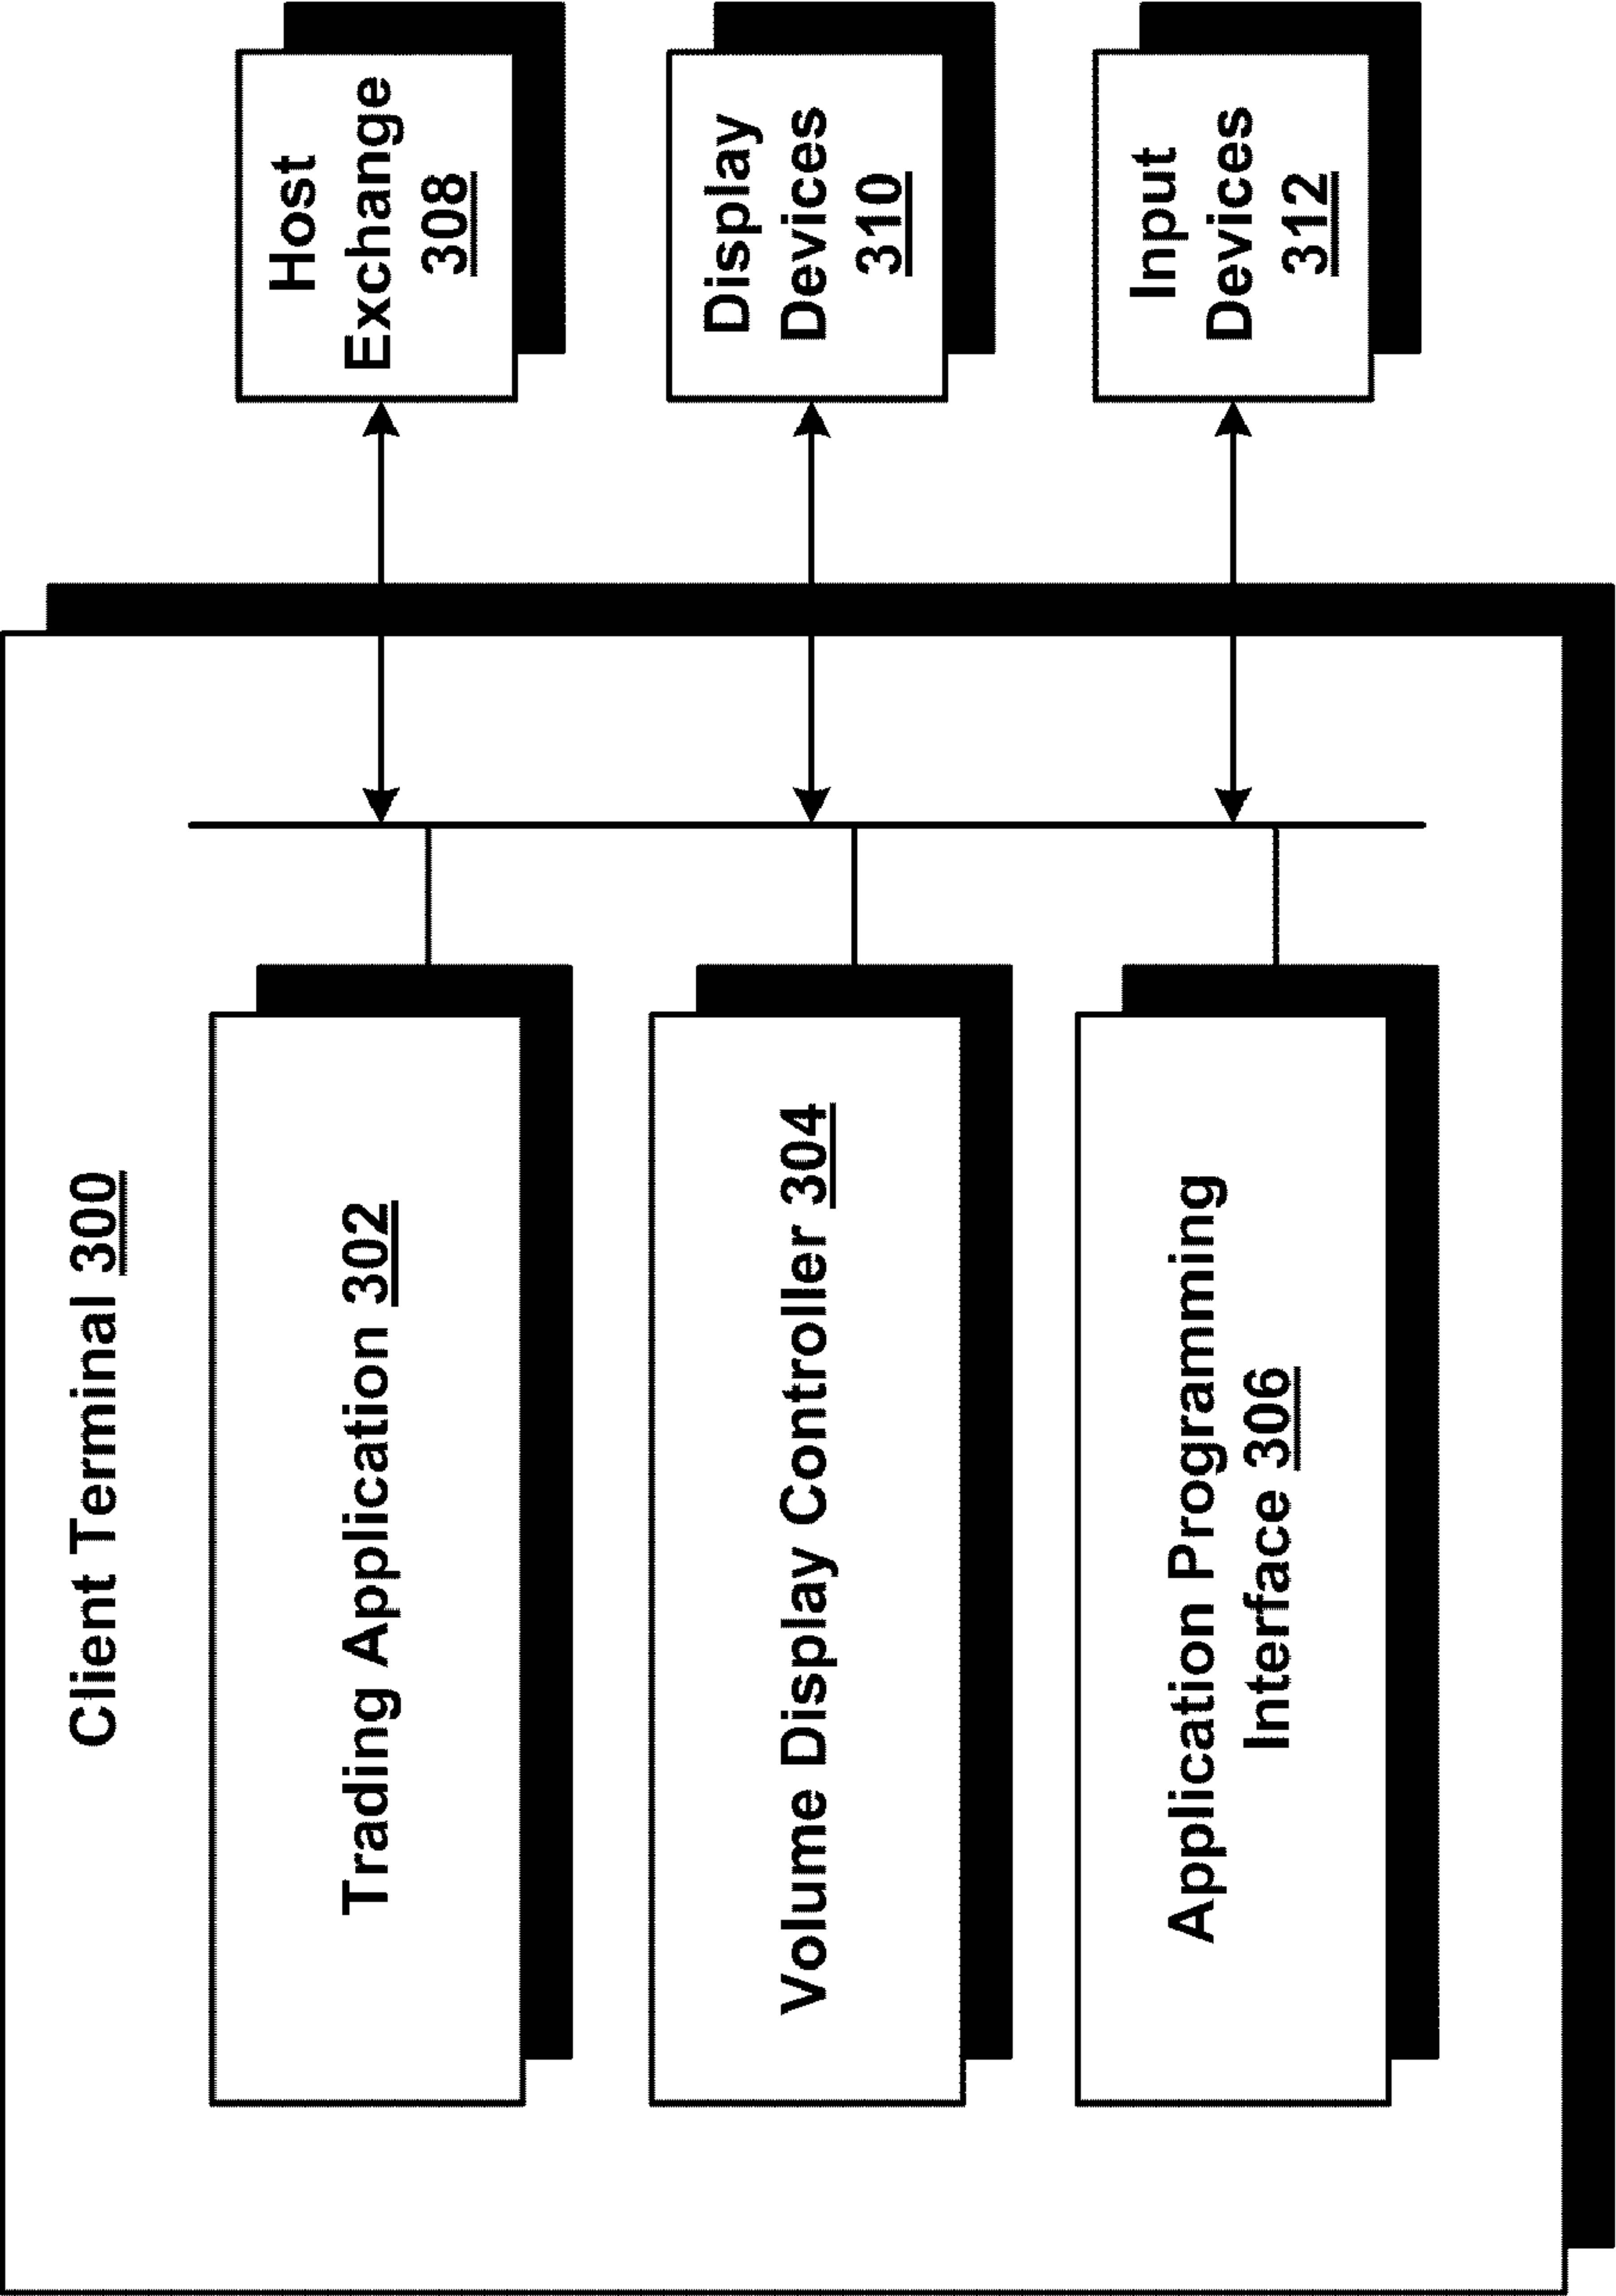 Client Terminal 300
Trading Application 302
Volume Display Controller 304
Application Programming
Interface 306
Host
Exchange
308
Display
Devices
310
Input
Devices
312